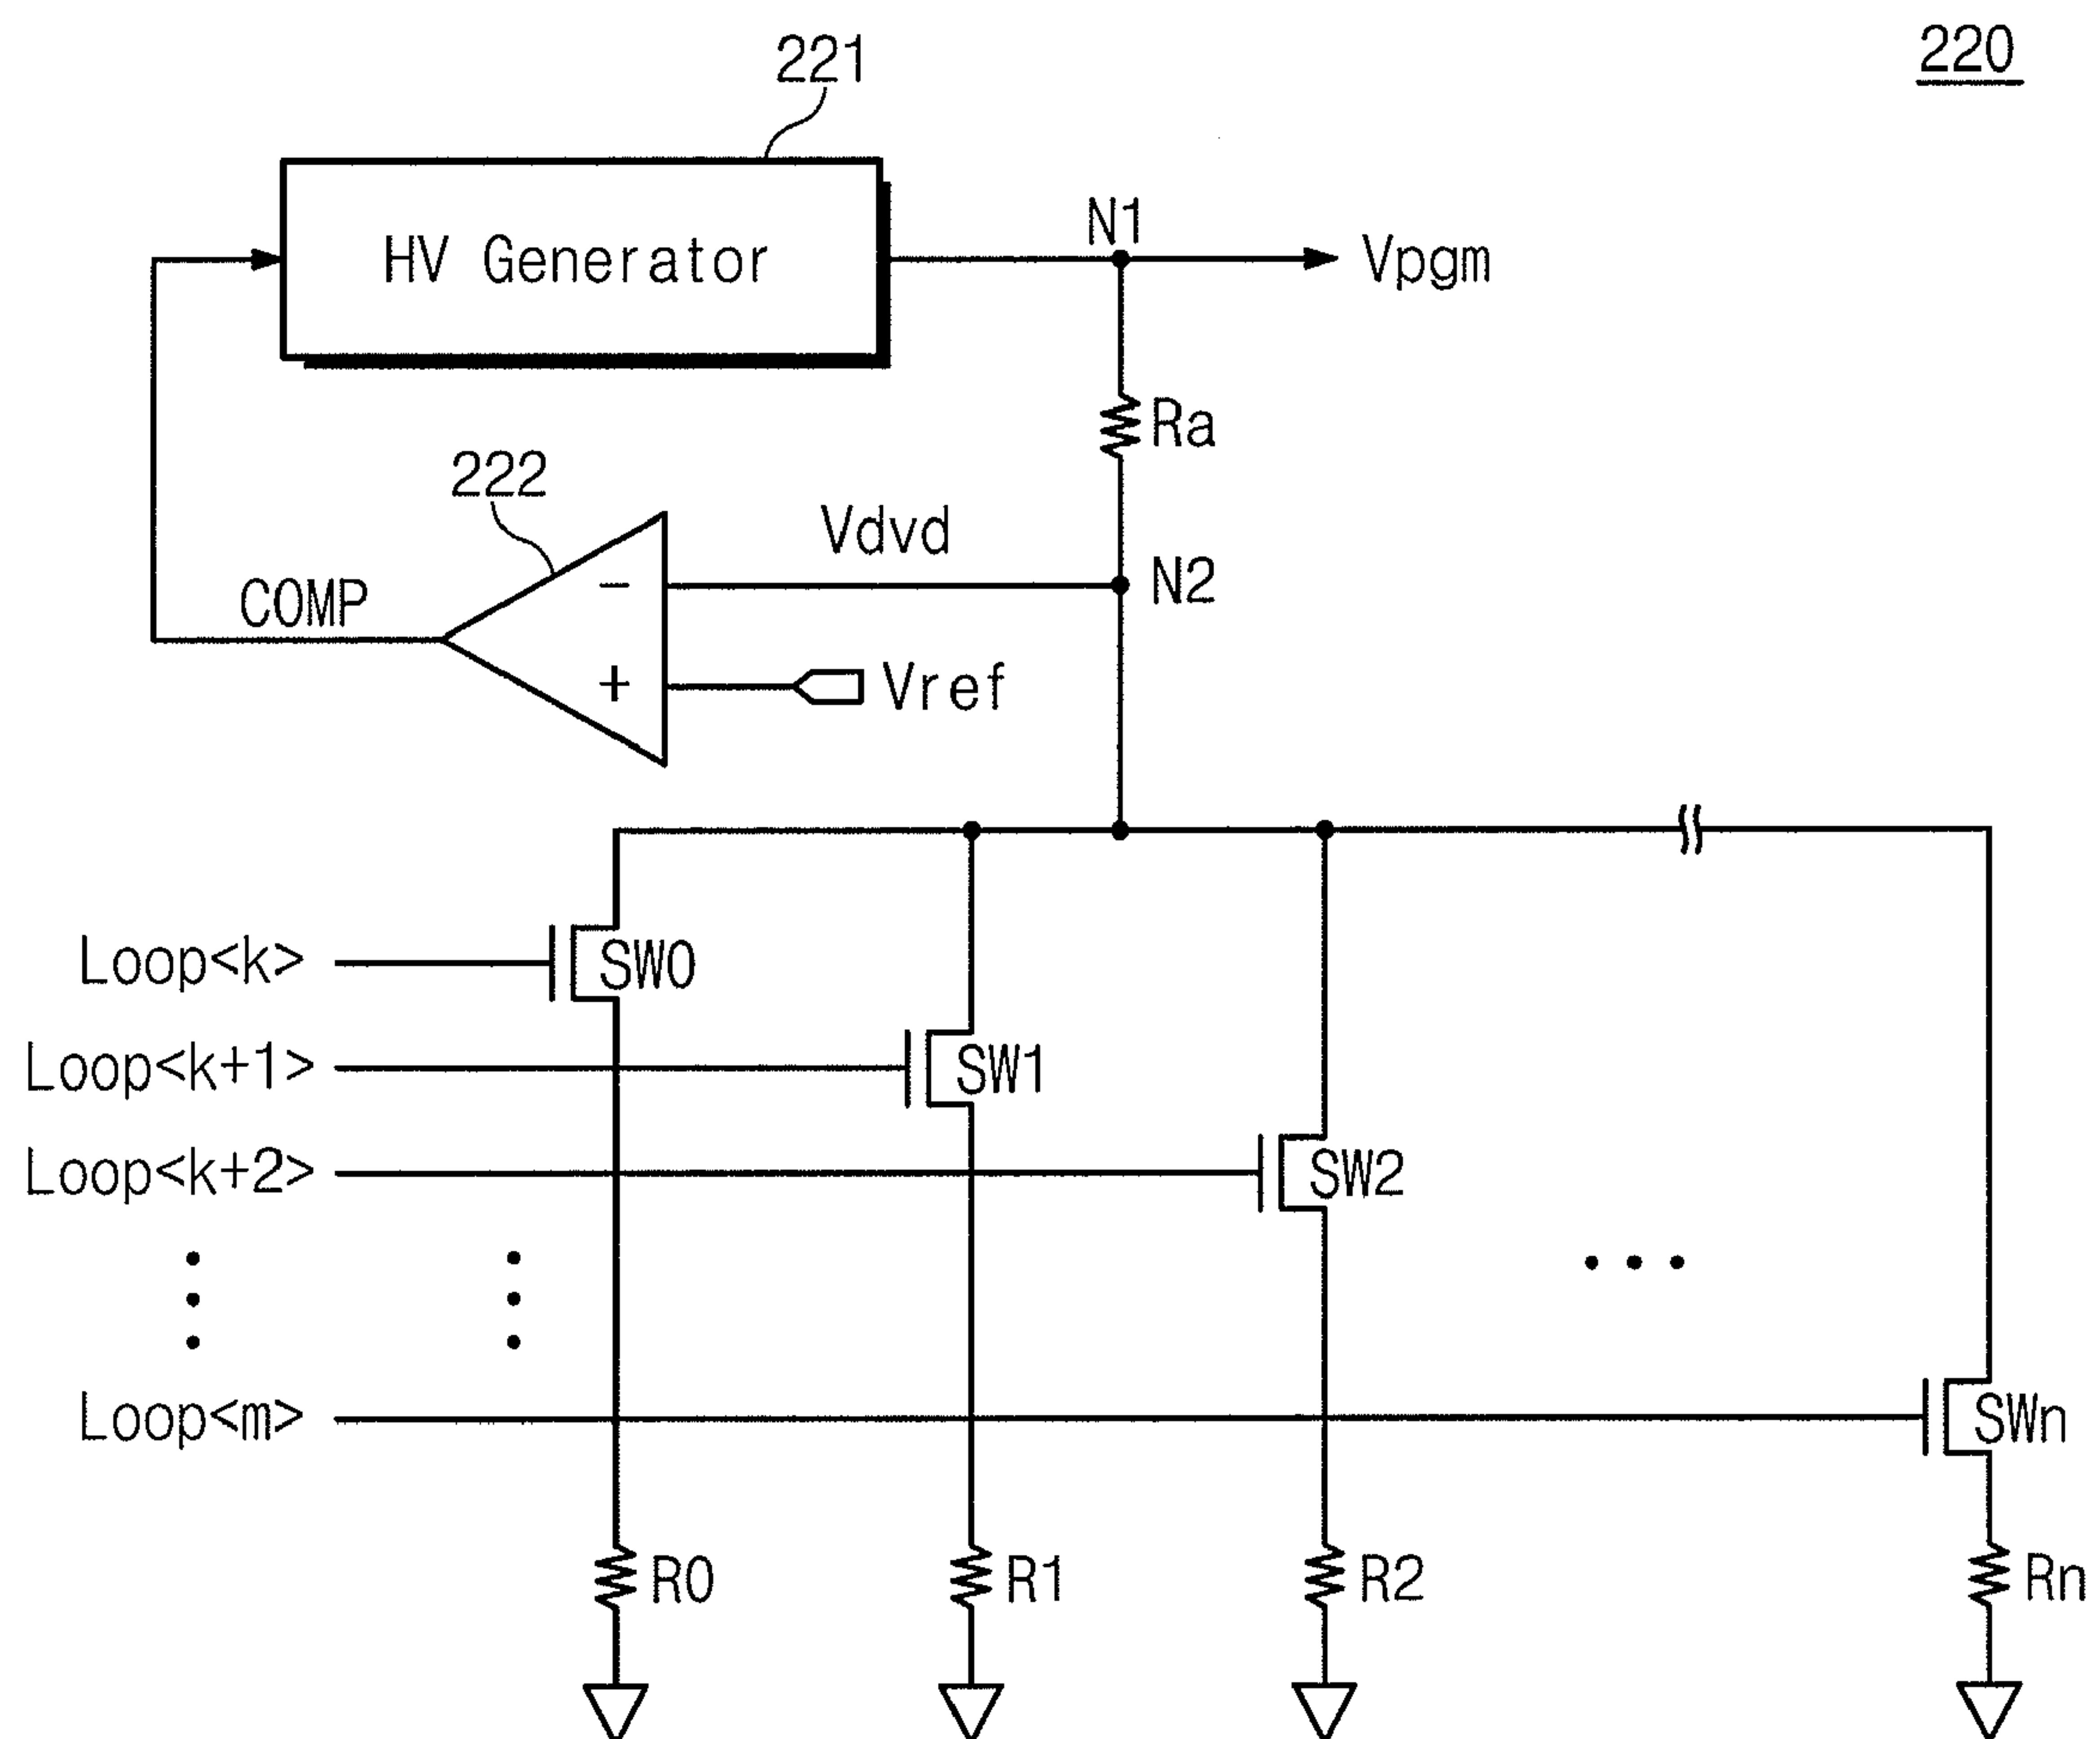 220
221
HV Generator
N1
Vpgm
Ra
222
Vdvd
N2
COMP
−
+
Vref
Loop<k>
SW0
Loop<k+1>
SW1
Loop<k+2>
SW2
Loop<m>
SWn
R0
R1
R2
Rn